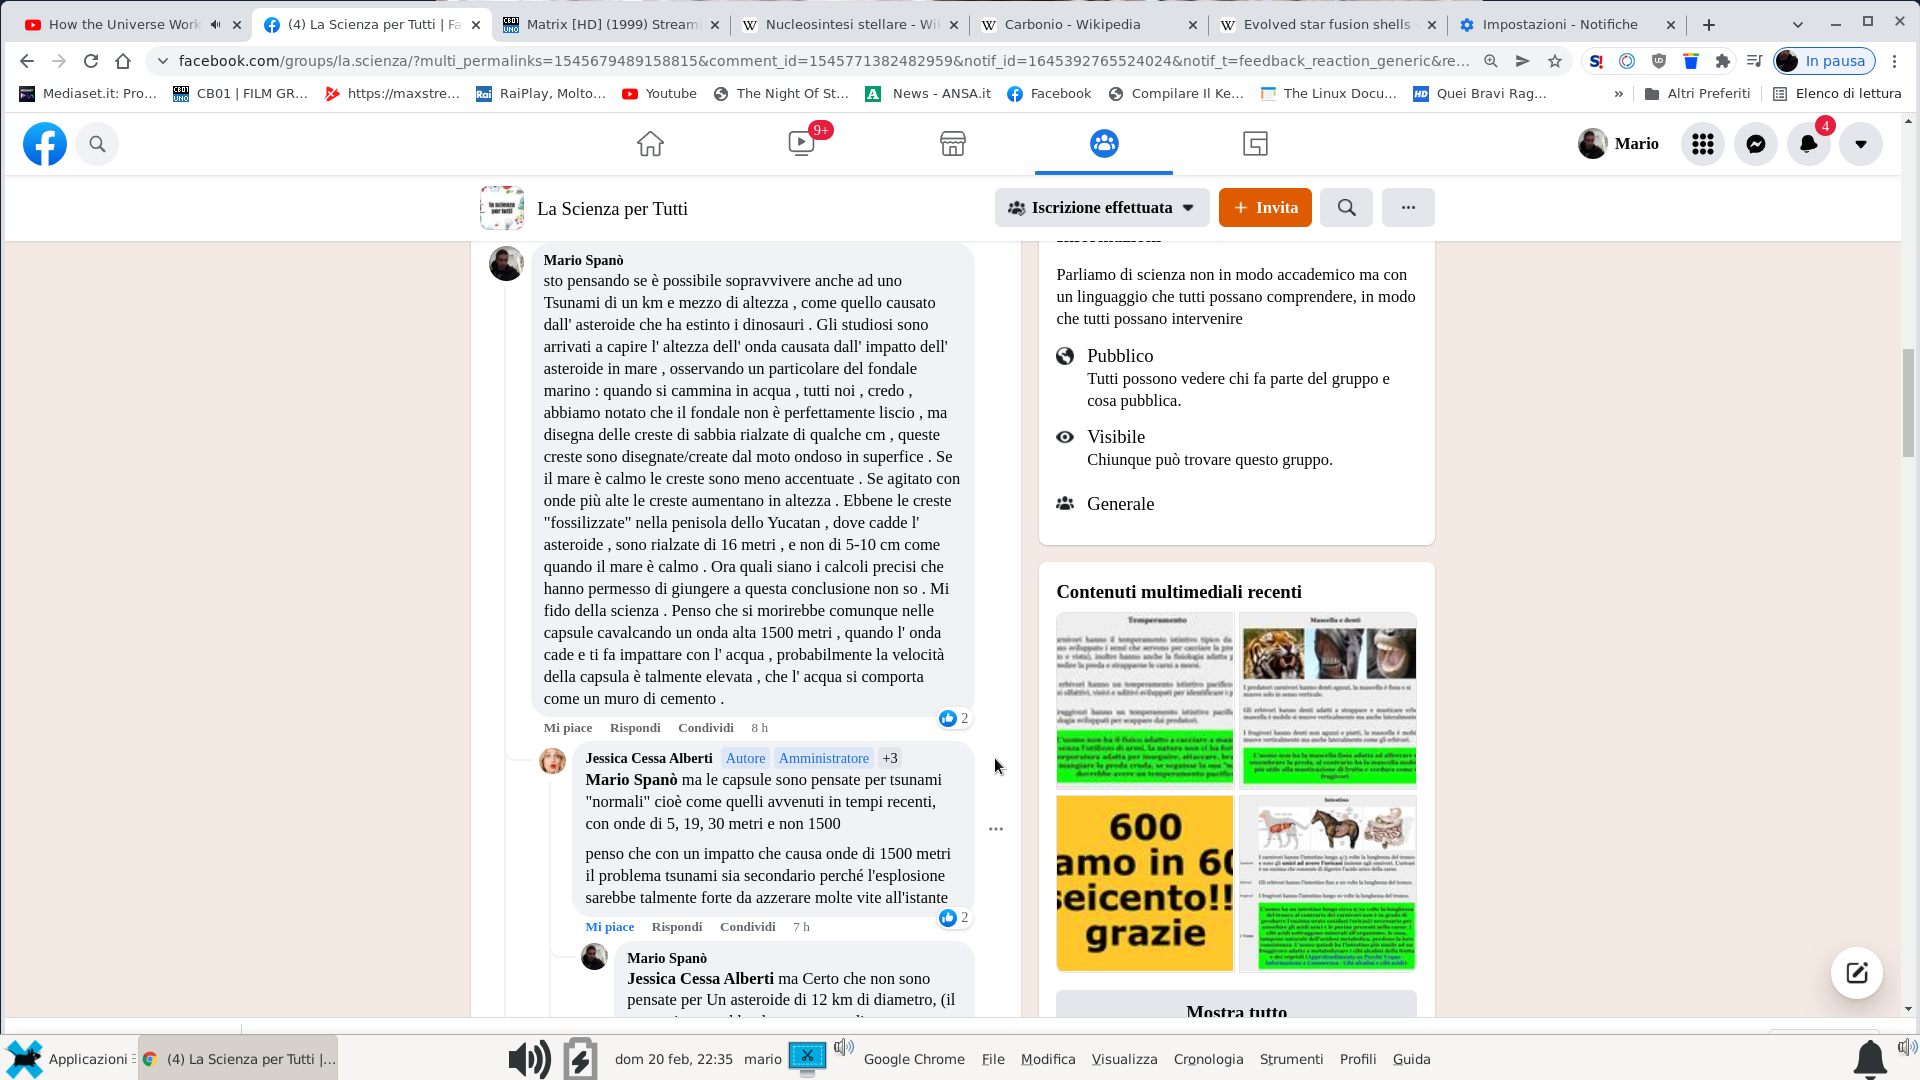 How the Universe Work
(4) La Scienza per Tutti | Fa
Matrix [HD] (1999) Streami
Nucleosintesi stellare - Wi
Carbonio - Wikipedia
Evolved star fusion shells -
Impostazioni - Notifiche
facebook.com/groups/la.scienza/?multi_permalinks=1545679489158815&comment_id=1545771382482959&notif_id=1645392765524024&notif_t=feedback_reaction_generic&re...
In pausa
Mediaset.it: Pro...
CB01 | FILM GR...
https://maxstre...
RaiPlay, Molto...
Youtube
The Night Of St...
News - ANSA.it
Facebook
Compilare Il Ke...
The Linux Docu...
Quei Bravi Rag...
»
Altri Preferiti
Elenco di lettura
9+
Mario
4
La Scienza per Tutti
Iscrizione effettuata
+ Invita
Mario Spanò
sto pensando se è possibile sopravvivere anche ad uno
Tsunami di un km e mezzo di altezza , come quello causato
dall' asteroide che ha estinto i dinosauri . Gli studiosi sono
arrivati a capire l' altezza dell' onda causata dall' impatto dell'
asteroide in mare , osservando un particolare del fondale
marino : quando si cammina in acqua , tutti noi , credo ,
abbiamo notato che il fondale non è perfettamente liscio , ma
disegna delle creste di sabbia rialzate di qualche cm , queste
creste sono disegnate/create dal moto ondoso in superfice . Se
il mare è calmo le creste sono meno accentuate . Se agitato con
onde più alte le creste aumentano in altezza . Ebbene le creste
"fossilizzate" nella penisola dello Yucatan , dove cadde l'
asteroide , sono rialzate di 16 metri , e non di 5-10 cm come
quando il mare è calmo . Ora quali siano i calcoli precisi che
hanno permesso di giungere a questa conclusione non so . Mi
fido della scienza . Penso che si morirebbe comunque nelle
capsule cavalcando un onda alta 1500 metri , quando l' onda
cade e ti fa impattare con l' acqua , probabilmente la velocità
della capsula è talmente elevata , che l' acqua si comporta
come un muro di cemento .
2
Mi piace Rispondi Condividi 8 h
Jessica Cessa Alberti Autore Amministratore +3
Mario Spanò ma le capsule sono pensate per tsunami
"normali" cioè come quelli avvenuti in tempi recenti,
con onde di 5, 19, 30 metri e non 1500
penso che con un impatto che causa onde di 1500 metri
il problema tsunami sia secondario perché l'esplosione
sarebbe talmente forte da azzerare molte vite all'istante
2
Mi piace Rispondi Condividi 7 h
Mario Spanò
Jessica Cessa Alberti ma Certo che non sono
pensate per Un asteroide di 12 km di diametro, (il
Parliamo di scienza non in modo accademico ma con
un linguaggio che tutti possano comprendere, in modo
che tutti possano intervenire
Pubblico
Tutti possono vedere chi fa parte del gruppo e
cosa pubblica.
Visibile
Chiunque può trovare questo gruppo.
Generale
Contenuti multimediali recenti
Temperamento
Mascella e denti
600
amo in 60
seicento!!
grazie
Intestino
Mostra tutto
Applicazioni
(4) La Scienza per Tutti |...
dom 20 feb, 22:35
mario
Google Chrome File Modifica Visualizza Cronologia Strumenti Profili Guida